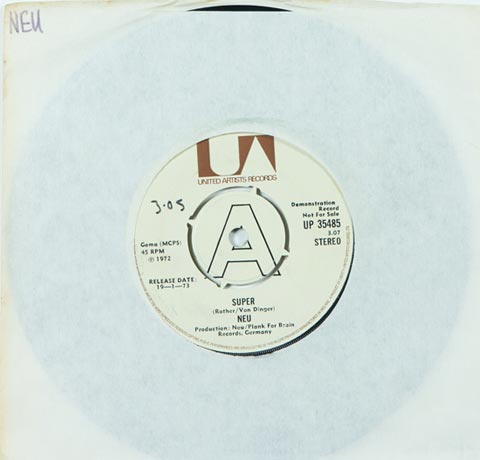 NEU
UA
UNITED ARTISTS RECORDS
3.05
Demonstration
Record
Not For Sale
UP 35485
3.07
STEREO
Gema (MCPS)
45 RPM
℗ 1972
RELEASE DATE:
19—1—73
A
SUPER
(Rother/Von Dinger)
NEU
Production: Neu/Plank For Brain
Records, Germany